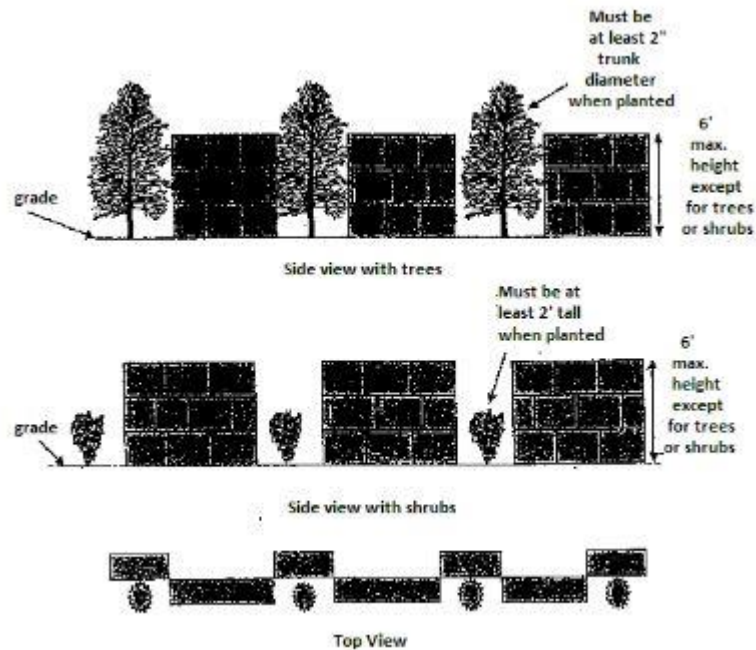 Must be
at least 2"
trunk
diameter
when planted
6'
max.
height
except
for trees
or shrubs
grade
Side view with trees
Must be at
least 2' tall
when planted
6'
max.
height
except
for trees
or shrubs
grade
Side view with shrubs
Top View